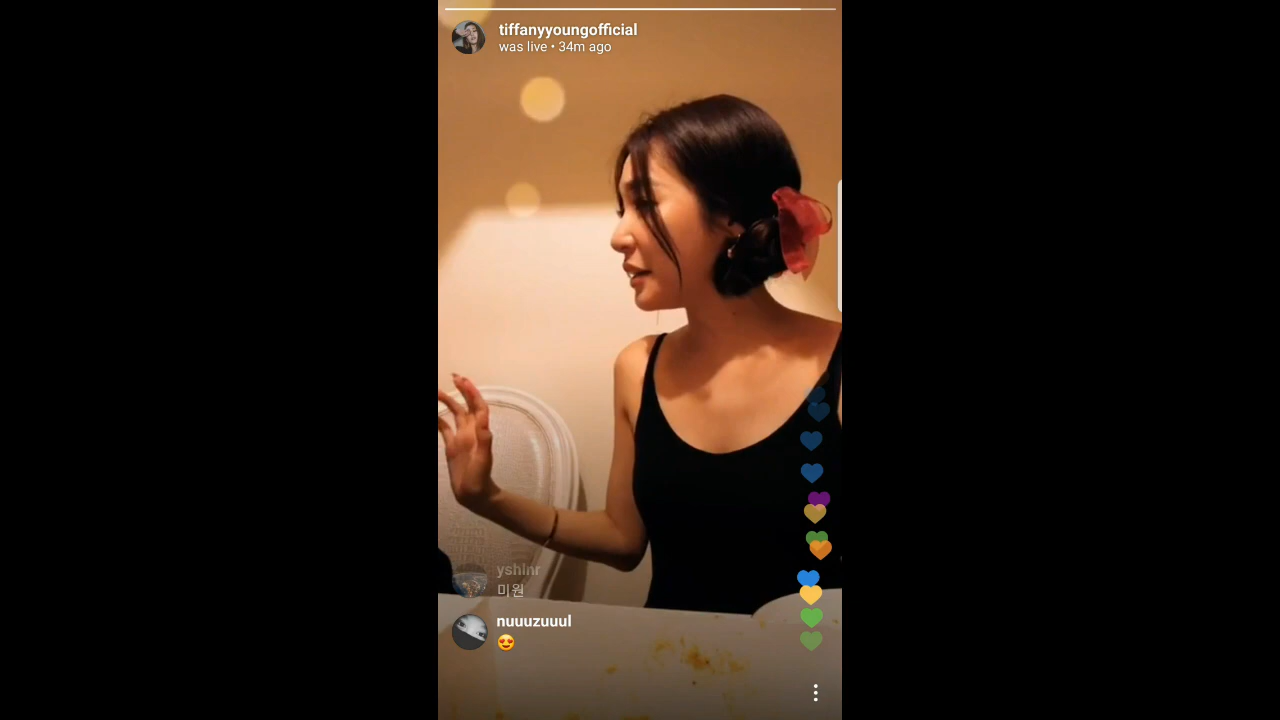 tiffanyyoungofficial
was live • 34m ago
yshlnr
미원
nuuuzuuul
😍